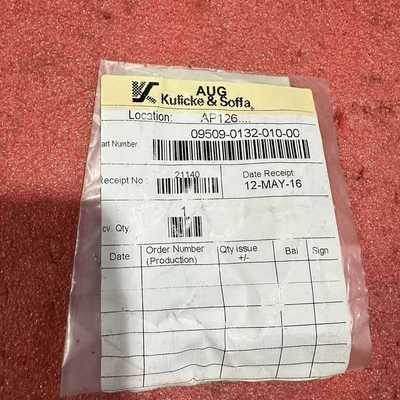 AUG
Kulicke & Soffa
Location: AP126....
09509-0132-010-00
art Number
Receipt No: 21140 Date Receipt
12-MAY-16
1
cv. Qty
Date Order Number (Production) Qty issue +/- Bal Sign